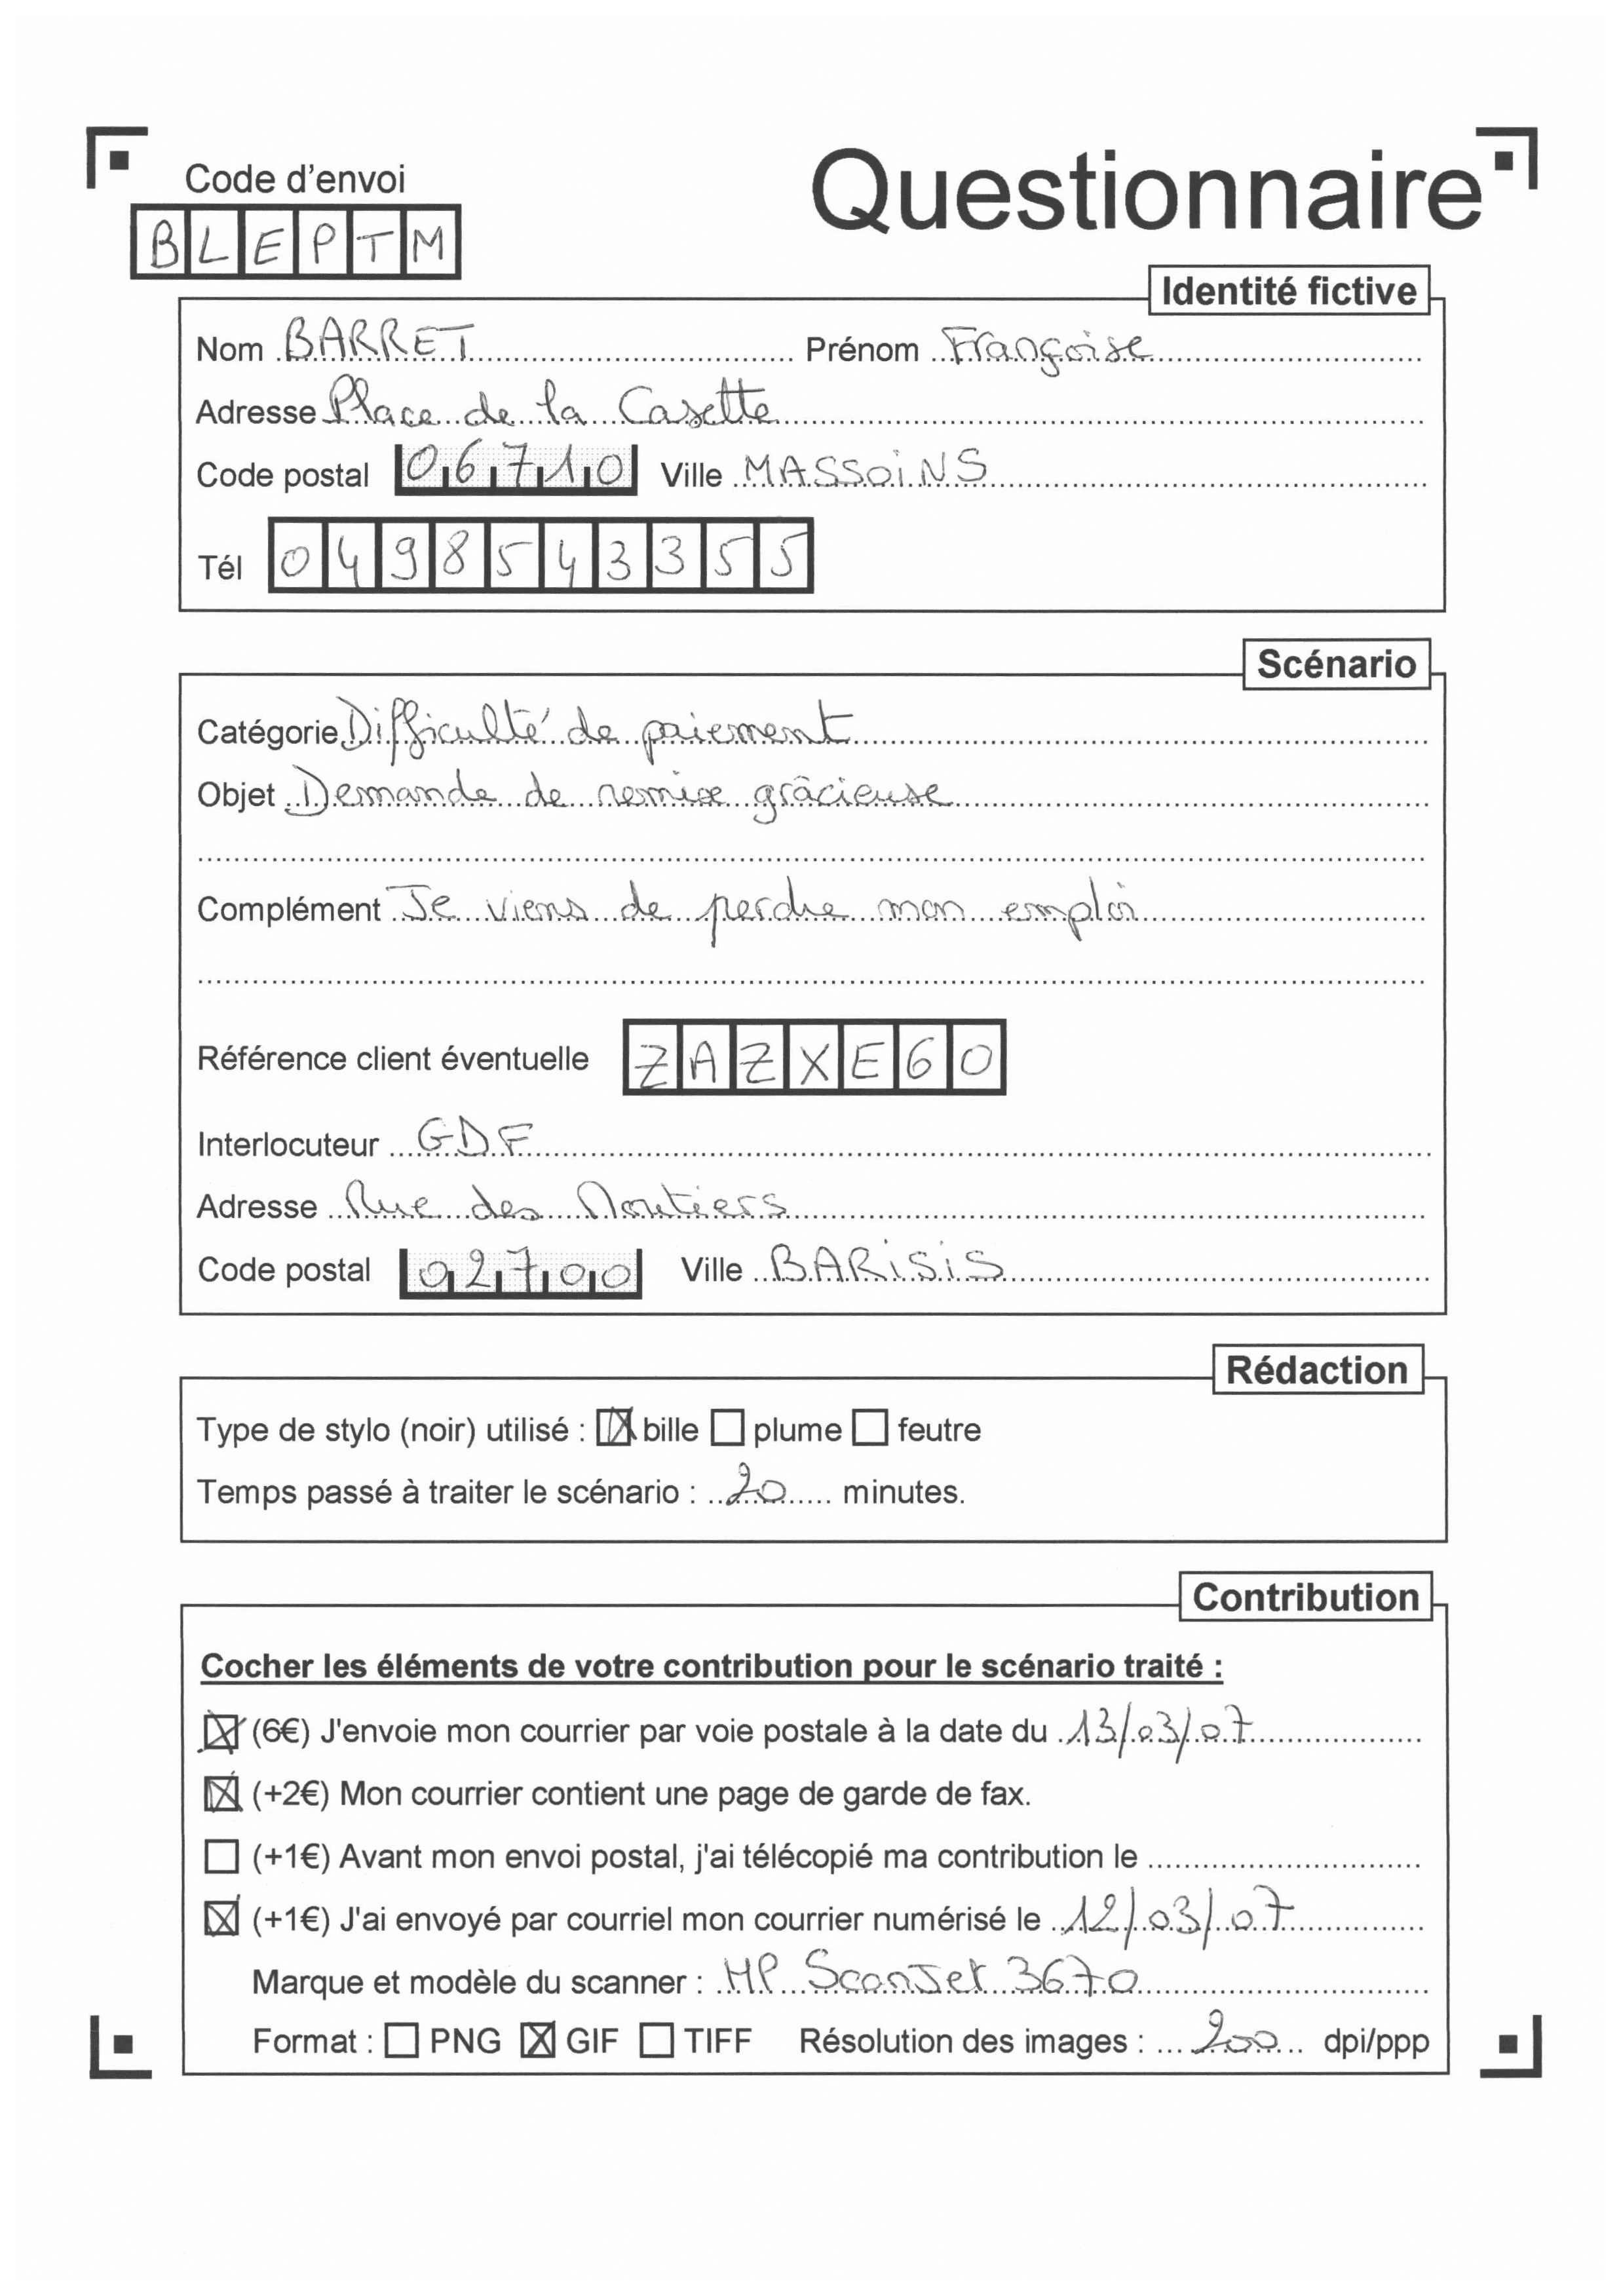 Code d'envoi
Questionnaire
BLEPTM
Identité fictive
Nom BARRET Prénom Françoise
Adresse Place de la Casette
Code postal 06710 Ville MASSOiNS
Tél 0498543355
Scénario
Catégorie Difficulté de paiement
Objet Demande de remise grâcieuse
Complément Je viens de perdre mon emploi
Référence client éventuelle ZAZXE60
Interlocuteur GDF
Adresse Rue des Moutiers
Code postal 02700 Ville BARiSiS
Rédaction
Type de stylo (noir) utilisé : ☒ bille ☐ plume ☐ feutre
Temps passé à traiter le scénario : 20 minutes.
Contribution
Cocher les éléments de votre contribution pour le scénario traité :
☒ (6€) J'envoie mon courrier par voie postale à la date du 13/03/07
☒ (+2€) Mon courrier contient une page de garde de fax.
☐ (+1€) Avant mon envoi postal, j'ai télécopié ma contribution le
☒ (+1€) J'ai envoyé par courriel mon courrier numérisé le 12/03/07
Marque et modèle du scanner : HP ScanJet 3670
Format : ☐ PNG ☒ GIF ☐ TIFF Résolution des images : 200 dpi/ppp